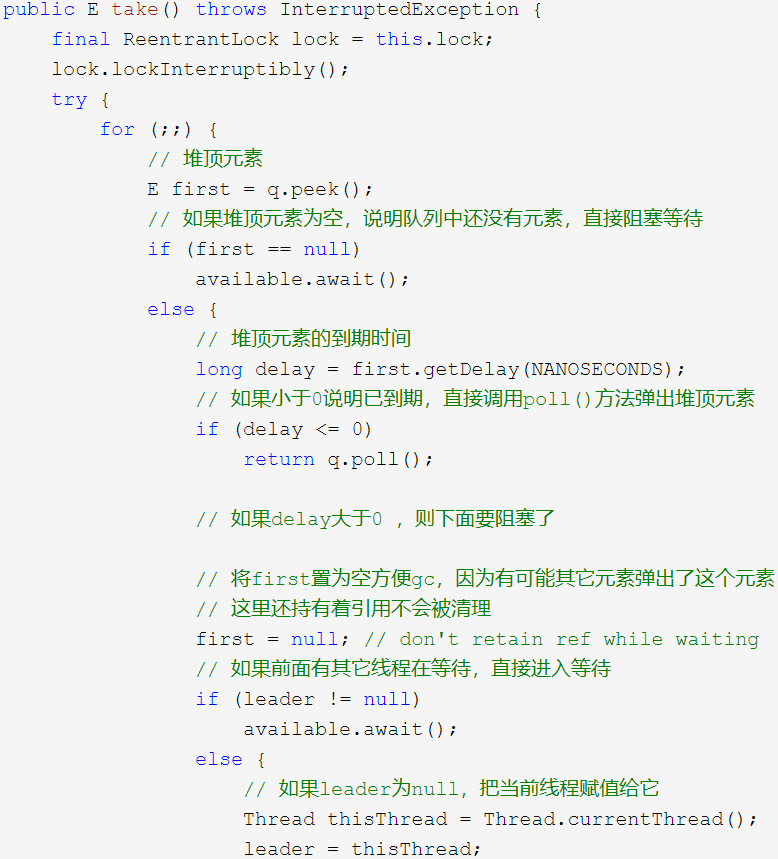 public E take() throws InterruptedException {
    final ReentrantLock lock = this.lock;
    lock.lockInterruptibly();
    try {
        for (;;) {
            // 堆顶元素
            E first = q.peek();
            // 如果堆顶元素为空，说明队列中还没有元素，直接阻塞等待
            if (first == null)
                available.await();
            else {
                // 堆顶元素的到期时间
                long delay = first.getDelay(NANOSECONDS);
                // 如果小于0说明已到期，直接调用poll()方法弹出堆顶元素
                if (delay <= 0)
                    return q.poll();

                // 如果delay大于0 ，则下面要阻塞了

                // 将first置为空方便gc，因为有可能其它元素弹出了这个元素
                // 这里还持有着引用不会被清理
                first = null; // don't retain ref while waiting
                // 如果前面有其它线程在等待，直接进入等待
                if (leader != null)
                    available.await();
                else {
                    // 如果leader为null，把当前线程赋值给它
                    Thread thisThread = Thread.currentThread();
                    leader = thisThread;